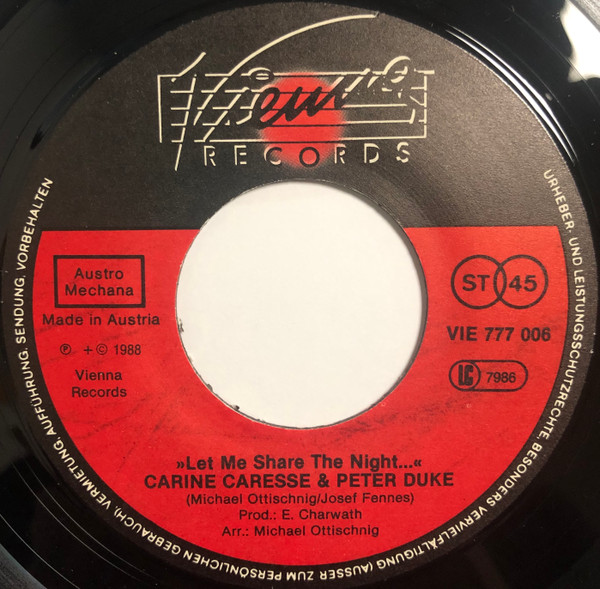 Vienna
RECORDS
Austro
Mechana
Made in Austria
℗ + © 1988
Vienna
Records
ST 45
VIE 777 006
LC 7986
»Let Me Share The Night...«
CARINE CARESSE & PETER DUKE
(Michael Ottischnig/Josef Fennes)
Prod.: E. Charwath
Arr.: Michael Ottischnig
URHEBER- UND LEISTUNGSSCHUTZRECHTE, BESONDERS VERVIELFÄLTIGUNG (AUSSER ZUM PERSÖNLICHEN GEBRAUCH), VERMIETUNG, AUFFÜHRUNG, SENDUNG, VORBEHALTEN